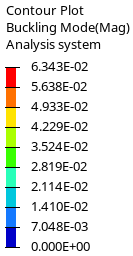 Contour Plot
Buckling Mode(Mag)
Analysis system
6.343E-02
5.638E-02
4.933E-02
4.229E-02
3.524E-02
2.819E-02
2.114E-02
1.410E-02
7.048E-03
0.000E+00